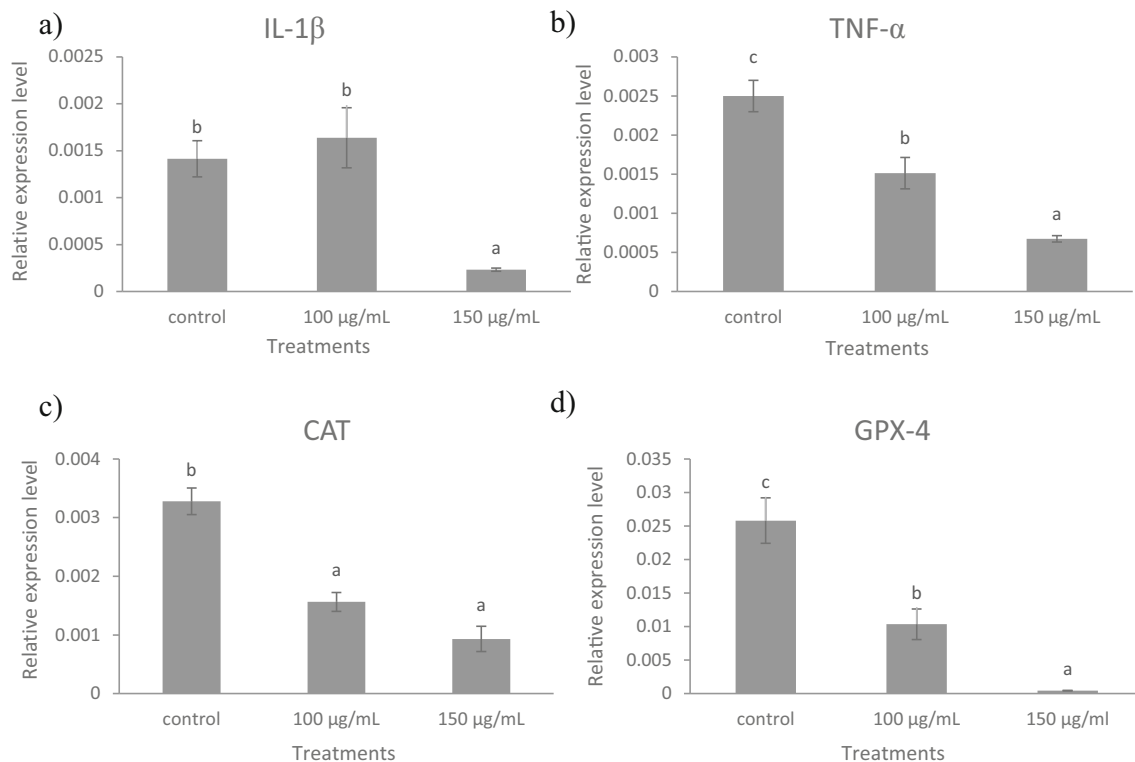 a)
IL-1β
Relative expression level
0.0025
0.002
0.0015
0.001
0.0005
0
b
b
a
control
100 µg/mL
150 µg/mL
Treatments
b)
TNF-α
Relative expression level
0.003
0.0025
0.002
0.0015
0.001
0.0005
0
c
b
a
control
100 µg/mL
150 µg/mL
Treatments
c)
CAT
Relative expression level
0.004
0.003
0.002
0.001
0
b
a
a
control
100 µg/mL
150 µg/mL
Treatments
d)
GPX-4
Relative expression level
0.035
0.03
0.025
0.02
0.015
0.01
0.005
0
c
b
a
control
100 µg/mL
150 µg/ml
Treatments